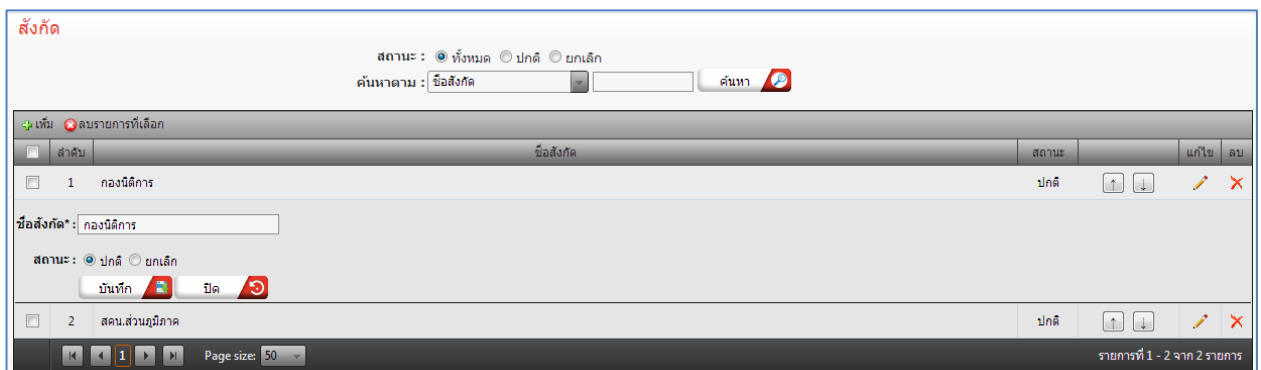 สังกัด
สถานะ : ทั้งหมด ปกติ ยกเลิก
ค้นหาตาม : ชื่อสังกัด ค้นหา
เพิ่ม ลบรายการที่เลือก
ลำดับ ชื่อสังกัด สถานะ แก้ไข ลบ
1 กองนิติการ ปกติ
ชื่อสังกัด* : กองนิติการ
สถานะ : ปกติ ยกเลิก
บันทึก ปิด
2 สคน.ส่วนภูมิภาค ปกติ
1 Page size: 50 รายการที่ 1 - 2 จาก 2 รายการ